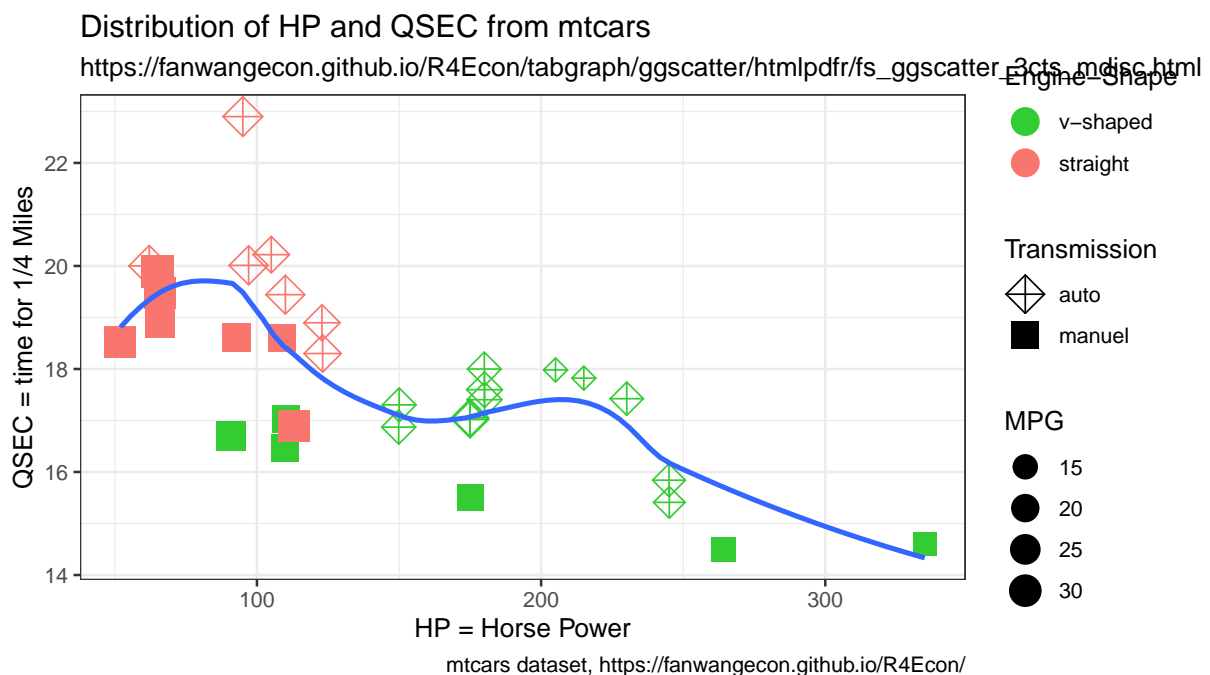 Distribution of HP and QSEC from mtcars
https://fanwangecon.github.io/R4Econ/tabgraph/ggscatter/htmlpdfr/fs_ggscatter_3cts_mdisc.html
Engine−Shape
v−shaped
straight
Transmission
auto
manuel
MPG
15
20
25
30
QSEC = time for 1/4 Miles
22
20
18
16
14
100
200
300
HP = Horse Power
mtcars dataset, https://fanwangecon.github.io/R4Econ/